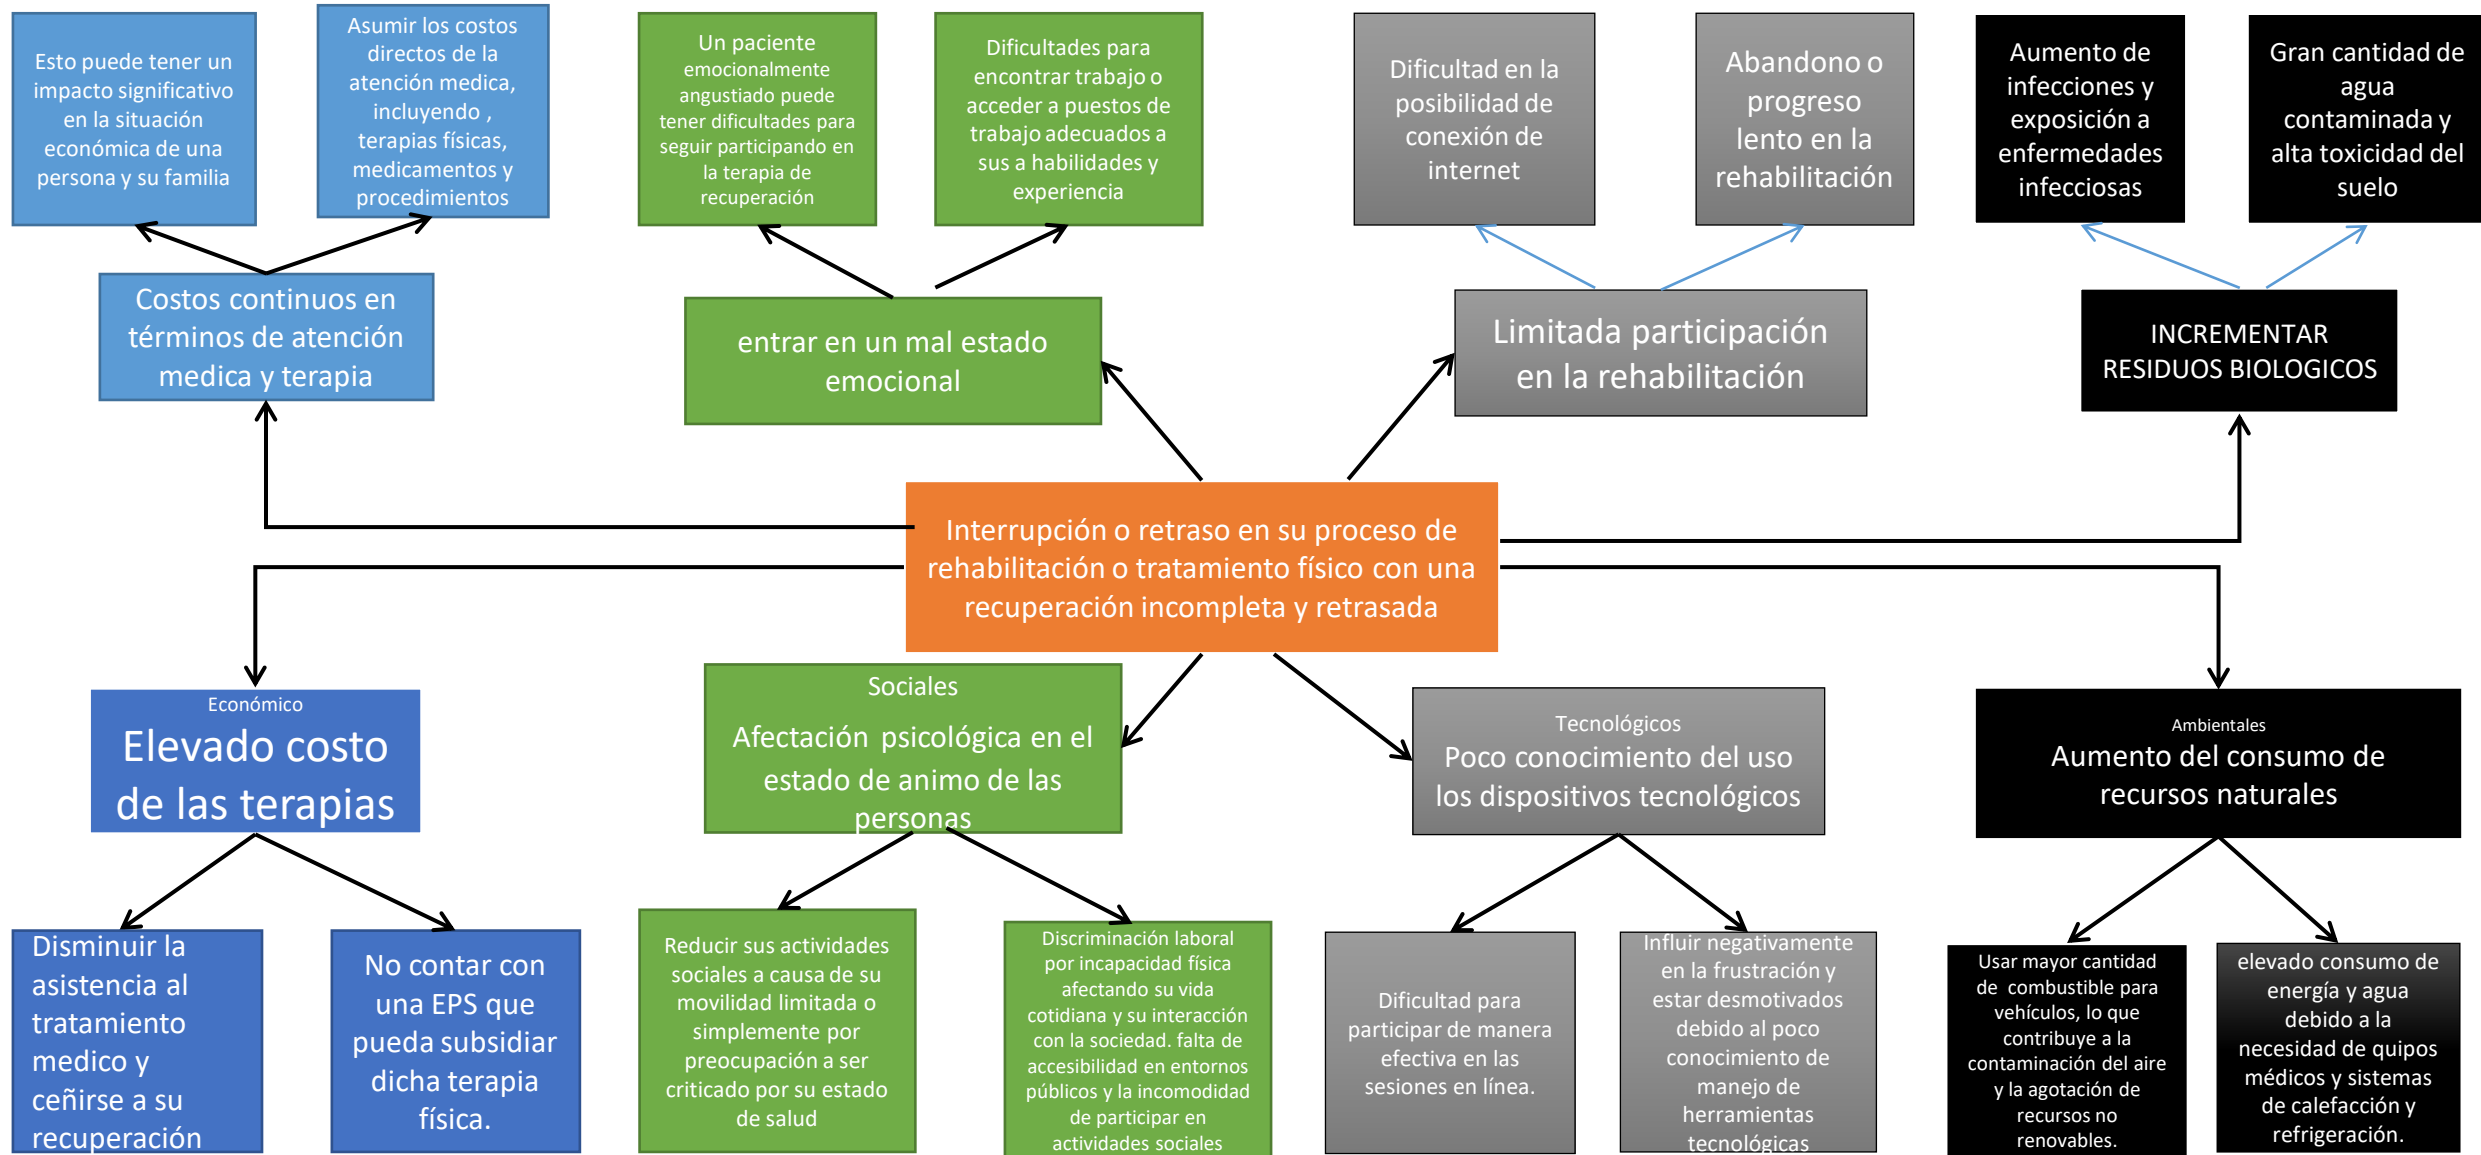 Esto puede tener un
impacto significativo
en la situación
económica de una
persona y su familia
Asumir los costos
directos de la
atención medica,
incluyendo ,
terapias físicas,
medicamentos y
procedimientos
Un paciente
emocionalmente
angustiado puede
tener dificultades para
seguir participando en
la terapia de
recuperación
Dificultades para
encontrar trabajo o
acceder a puestos de
trabajo adecuados a
sus a habilidades y
experiencia
Dificultad en la
posibilidad de
conexión de
internet
Abandono o
progreso
lento en la
rehabilitación
Aumento de
infecciones y
exposición a
enfermedades
infecciosas
Gran cantidad de
agua
contaminada y
alta toxicidad del
suelo
Costos continuos en
términos de atención
medica y terapia
entrar en un mal estado
emocional
Limitada participación
en la rehabilitación
INCREMENTAR
RESIDUOS BIOLOGICOS
Interrupción o retraso en su proceso de
rehabilitación o tratamiento físico con una
recuperación incompleta y retrasada
Económico
Elevado costo
de las terapias
Sociales
Afectación psicológica en el
estado de animo de las
personas
Tecnológicos
Poco conocimiento del uso
los dispositivos tecnológicos
Ambientales
Aumento del consumo de
recursos naturales
Disminuir la
asistencia al
tratamiento
medico y
ceñirse a su
recuperación
No contar con
una EPS que
pueda subsidiar
dicha terapia
física.
Reducir sus actividades
sociales a causa de su
movilidad limitada o
simplemente por
preocupación a ser
criticado por su estado
de salud
Discriminación laboral
por incapacidad física
afectando su vida
cotidiana y su interacción
con la sociedad. falta de
accesibilidad en entornos
públicos y la incomodidad
de participar en
actividades sociales
Dificultad para
participar de manera
efectiva en las
sesiones en línea.
Influir negativamente
en la frustración y
estar desmotivados
debido al poco
conocimiento de
manejo de
herramientas
tecnológicas
Usar mayor cantidad
de combustible para
vehículos, lo que
contribuye a la
contaminación del aire
y la agotación de
recursos no
renovables.
elevado consumo de
energía y agua
debido a la
necesidad de quipos
médicos y sistemas
de calefacción y
refrigeración.